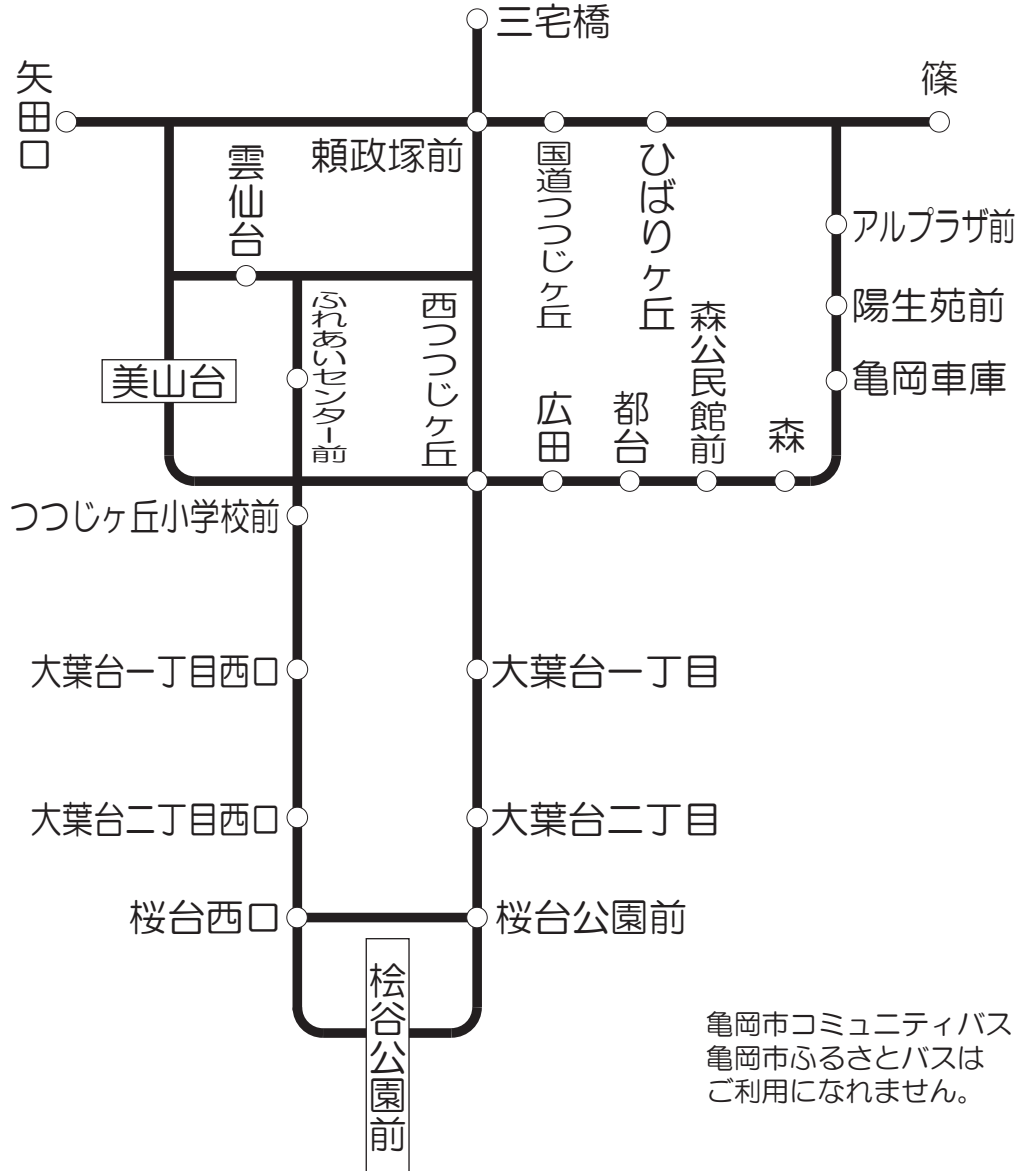 三宅橋
矢田口
篠
頼政塚前
雲仙台
国道つつじヶ丘
ひばりヶ丘
アルプラザ前
陽生苑前
亀岡車庫
ふれあいセンター前
西つつじヶ丘
美山台
広田
都台
森公民館前
森
つつじヶ丘小学校前
大葉台一丁目西口
大葉台一丁目
大葉台二丁目西口
大葉台二丁目
桜台西口
桜台公園前
桧谷公園前
亀岡市コミュニティバス
亀岡市ふるさとバスは
ご利用になれません。